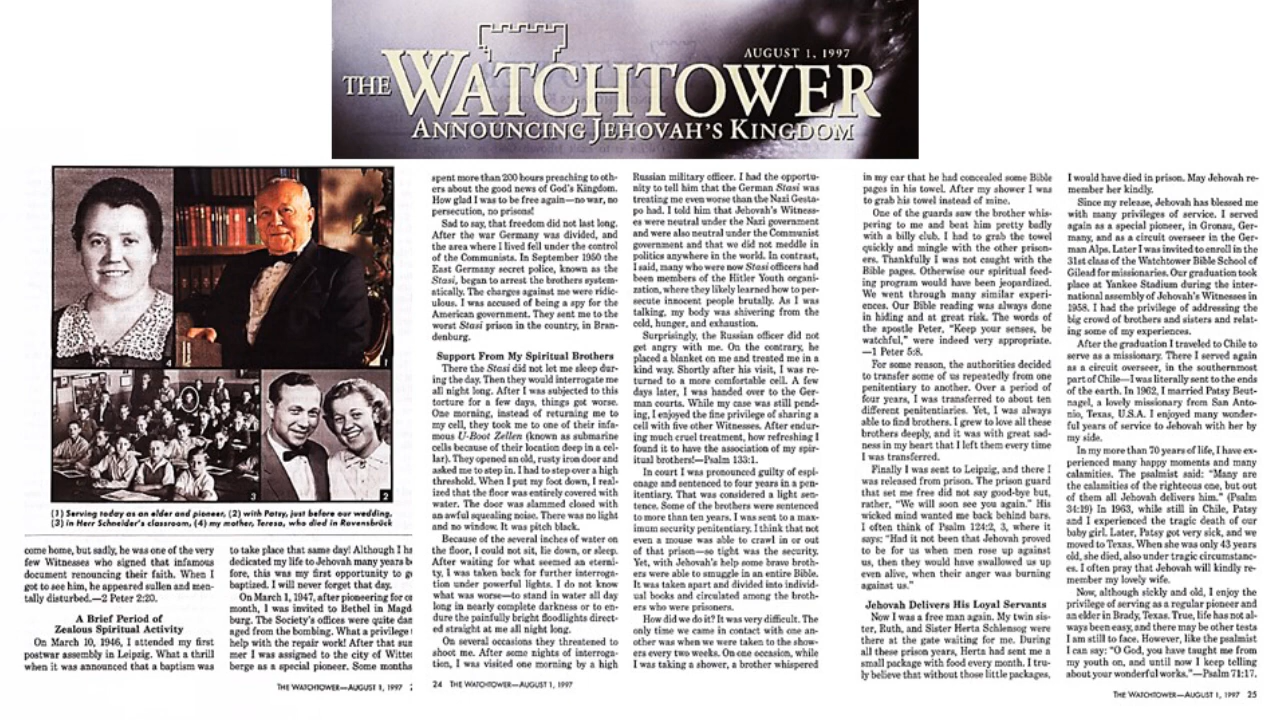 AUGUST 1, 1997
THE WATCHTOWER
ANNOUNCING JEHOVAH'S KINGDOM
4
1
3
2
(1) Serving today as an elder and pioneer, (2) with Patsy, just before our wedding,
(3) in Herr Schneider's classroom, (4) my mother, Teresa, who died in Ravensbrück
come home, but sadly, he was one of the very
few Witnesses who signed that infamous
document renouncing their faith. When I
got to see him, he appeared sullen and men-
tally disturbed.—2 Peter 2:20.
A Brief Period of
Zealous Spiritual Activity
On March 10, 1946, I attended my first
postwar assembly in Leipzig. What a thrill
when it was announced that a baptism was
to take place that same day! Although I ha
dedicated my life to Jehovah many years b
fore, this was my first opportunity to g
baptized. I will never forget that day.
On March 1, 1947, after pioneering for o
month, I was invited to Bethel in Magd
burg. The Society's offices were quite da
aged from the bombing. What a privilege
help with the repair work! After that su
mer I was assigned to the city of Witte
berge as a special pioneer. Some months
THE WATCHTOWER—AUGUST 1, 1997
spent more than 200 hours preaching to oth-
ers about the good news of God's Kingdom.
How glad I was to be free again—no war, no
persecution, no prisons!
Sad to say, that freedom did not last long.
After the war Germany was divided, and
the area where I lived fell under the control
of the Communists. In September 1950 the
East German secret police, known as the
Stasi, began to arrest the brothers system-
atically. The charges against me were ridic-
ulous. I was accused of being a spy for the
American government. They sent me to the
worst Stasi prison in the country, in Bran-
denburg.
Support From My Spiritual Brothers
There the Stasi did not let me sleep dur-
ing the day. Then they would interrogate me
all night long. After I was subjected to this
torture for a few days, things got worse.
One morning, instead of returning me to
my cell, they took me to one of their infa-
mous U-Boot Zellen (known as submarine
cells because of their location deep in a cel-
lar). They opened an old, rusty iron door and
asked me to step in. I had to step over a high
threshold. When I put my foot down, I real-
ized that the floor was entirely covered with
water. The door was slammed closed with
an awful squealing noise. There was no light
and no window. It was pitch black.
Because of the several inches of water on
the floor, I could not sit, lie down, or sleep.
After waiting for what seemed an eterni-
ty, I was taken back for further interroga-
tion under powerful lights. I do not know
what was worse—to stand in water all day
long in nearly complete darkness or to en-
dure the painfully bright floodlights direct-
ed straight at me all night long.
On several occasions they threatened to
shoot me. After some nights of interroga-
tion, I was visited one morning by a high
24 THE WATCHTOWER—AUGUST 1, 1997
Russian military officer. I had the opportu-
nity to tell him that the German Stasi was
treating me even worse than the Nazi Gesta-
po had. I told him that Jehovah's Witness-
es were neutral under the Nazi government
and were also neutral under the Communist
government and that we did not meddle in
politics anywhere in the world. In contrast,
I said, many who were now Stasi officers had
been members of the Hitler Youth organi-
zation, where they likely learned how to per-
secute innocent people brutally. As I was
talking, my body was shivering from the
cold, hunger, and exhaustion.
Surprisingly, the Russian officer did not
get angry with me. On the contrary, he
placed a blanket on me and treated me in a
kind way. Shortly after his visit, I was re-
turned to a more comfortable cell. A few
days later, I was handed over to the Ger-
man courts. While my case was still pend-
ing, I enjoyed the fine privilege of sharing a
cell with five other Witnesses. After endur-
ing much cruel treatment, how refreshing I
found it to have the association of my spir-
itual brothers!—Psalm 133:1.
In court I was pronounced guilty of espi-
onage and sentenced to four years in a pen-
itentiary. That was considered a light sen-
tence. Some of the brothers were sentenced
to more than ten years. I was sent to a max-
imum security penitentiary. I think that not
even a mouse was able to crawl in or out
of that prison—so tight was the security.
Yet, with Jehovah's help some brave broth-
ers were able to smuggle in an entire Bible.
It was taken apart and divided into individ-
ual books and circulated among the broth-
ers who were prisoners.
How did we do it? It was very difficult. The
only time we came in contact with one an-
other was when we were taken to the show-
ers every two weeks. On one occasion, while
I was taking a shower, a brother whispered
in my ear that he had concealed some Bible
pages in his towel. After my shower I was
to grab his towel instead of mine.
One of the guards saw the brother whis-
pering to me and beat him pretty badly
with a billy club. I had to grab the towel
quickly and mingle with the other prison-
ers. Thankfully I was not caught with the
Bible pages. Otherwise our spiritual feed-
ing program would have been jeopardized.
We went through many similar experi-
ences. Our Bible reading was always done
in hiding and at great risk. The words of
the apostle Peter, "Keep your senses, be
watchful," were indeed very appropriate.
—1 Peter 5:8.
For some reason, the authorities decided
to transfer some of us repeatedly from one
penitentiary to another. Over a period of
four years, I was transferred to about ten
different penitentiaries. Yet, I was always
able to find brothers. I grew to love all these
brothers deeply, and it was with great sad-
ness in my heart that I left them every time
I was transferred.
Finally I was sent to Leipzig, and there I
was released from prison. The prison guard
that set me free did not say good-bye but,
rather, "We will soon see you again." His
wicked mind wanted me back behind bars.
I often think of Psalm 124:2, 3, where it
says: "Had it not been that Jehovah proved
to be for us when men rose up against
us, then they would have swallowed us up
even alive, when their anger was burning
against us."
Jehovah Delivers His Loyal Servants
Now I was a free man again. My twin sis-
ter, Ruth, and Sister Herta Schlensog were
there at the gate waiting for me. During
all these prison years, Herta had sent me a
small package with food every month. I tru-
ly believe that without those little packages,
I would have died in prison. May Jehovah re-
member her kindly.
Since my release, Jehovah has blessed me
with many privileges of service. I served
again as a special pioneer, in Gronau, Ger-
many, and as a circuit overseer in the Ger-
man Alps. Later I was invited to enroll in the
31st class of the Watchtower Bible School of
Gilead for missionaries. Our graduation took
place at Yankee Stadium during the inter-
national assembly of Jehovah's Witnesses in
1958. I had the privilege of addressing the
big crowd of brothers and sisters and relat-
ing some of my experiences.
After the graduation I traveled to Chile to
serve as a missionary. There I served again
as a circuit overseer, in the southernmost
part of Chile—I was literally sent to the ends
of the earth. In 1962, I married Patsy Beut-
nagel, a lovely missionary from San Anto-
nio, Texas, U.S.A. I enjoyed many wonder-
ful years of service to Jehovah with her by
my side.
In my more than 70 years of life, I have ex-
perienced many happy moments and many
calamities. The psalmist said: "Many are
the calamities of the righteous one, but out
of them all Jehovah delivers him." (Psalm
34:19) In 1963, while still in Chile, Patsy
and I experienced the tragic death of our
baby girl. Later, Patsy got very sick, and we
moved to Texas. When she was only 43 years
old, she died, also under tragic circumstanc-
es. I often pray that Jehovah will kindly re-
member my lovely wife.
Now, although sickly and old, I enjoy the
privilege of serving as a regular pioneer and
an elder in Brady, Texas. True, life has not al-
ways been easy, and there may be other tests
I am still to face. However, like the psalmist
I can say: "O God, you have taught me from
my youth on, and until now I keep telling
about your wonderful works."—Psalm 71:17.
THE WATCHTOWER—AUGUST 1, 1997 25